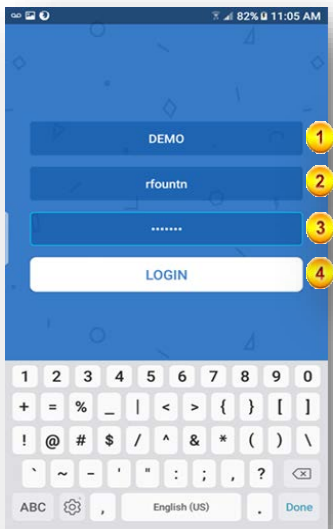 82% 11:05 AM
DEMO 1
rfountn 2
....... 3
LOGIN 4
1 2 3 4 5 6 7 8 9 0
+ = % _ | < > { } [ ]
! @ # $ / ^ & * ( ) \
` ~ - ' " : ; , ?
ABC , English (US) . Done